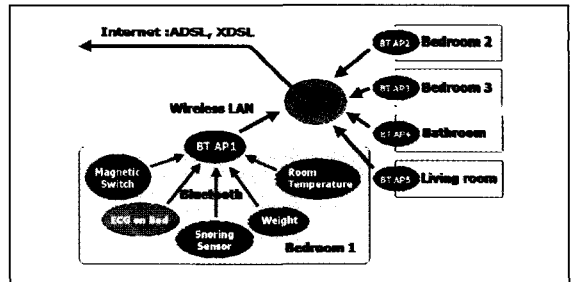 Internet :ADSL, XDSL
BT AP2 Bedroom 2
BT AP3 Bedroom 3
Wireless LAN
BT AP4 Bathroom
BT AP1
Magnetic
Switch
Room
Temperature
BT AP5 Living room
Bluetooth
ECG on Bed
Weight
Snoring
Sensor
Bedroom 1